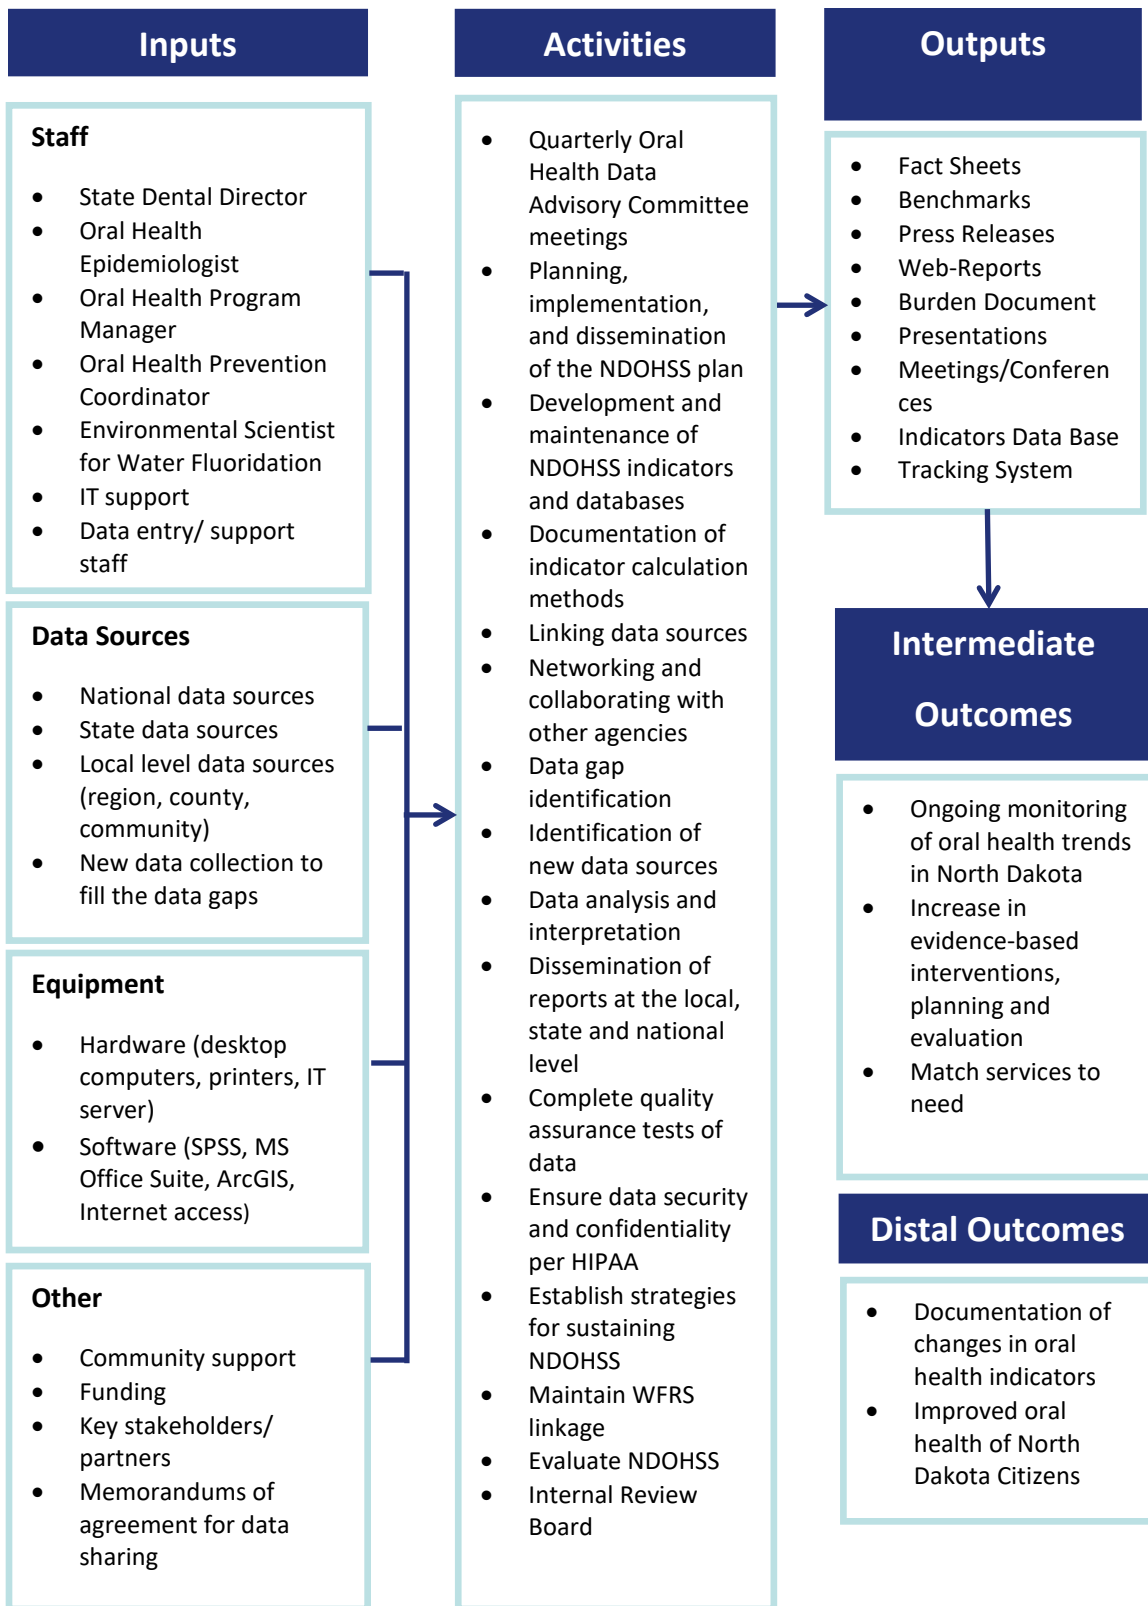 Inputs
Staff
• State Dental Director
• Oral Health
Epidemiologist
• Oral Health Program
Manager
• Oral Health Prevention
Coordinator
• Environmental Scientist
for Water Fluoridation
• IT support
• Data entry/ support
staff
Data Sources
• National data sources
• State data sources
• Local level data sources
(region, county,
community)
• New data collection to
fill the data gaps
Equipment
• Hardware (desktop
computers, printers, IT
server)
• Software (SPSS, MS
Office Suite, ArcGIS,
Internet access)
Other
• Community support
• Funding
• Key stakeholders/
partners
• Memorandums of
agreement for data
sharing
Activities
• Quarterly Oral
Health Data
Advisory Committee
meetings
• Planning,
implementation,
and dissemination
of the NDOHSS plan
• Development and
maintenance of
NDOHSS indicators
and databases
• Documentation of
indicator calculation
methods
• Linking data sources
• Networking and
collaborating with
other agencies
• Data gap
identification
• Identification of
new data sources
• Data analysis and
interpretation
• Dissemination of
reports at the local,
state and national
level
• Complete quality
assurance tests of
data
• Ensure data security
and confidentiality
per HIPAA
• Establish strategies
for sustaining
NDOHSS
• Maintain WFRS
linkage
• Evaluate NDOHSS
• Internal Review
Board
Outputs
• Fact Sheets
• Benchmarks
• Press Releases
• Web-Reports
• Burden Document
• Presentations
• Meetings/Conferen
ces
• Indicators Data Base
• Tracking System
Intermediate
Outcomes
• Ongoing monitoring
of oral health trends
in North Dakota
• Increase in
evidence-based
interventions,
planning and
evaluation
• Match services to
need
Distal Outcomes
• Documentation of
changes in oral
health indicators
• Improved oral
health of North
Dakota Citizens